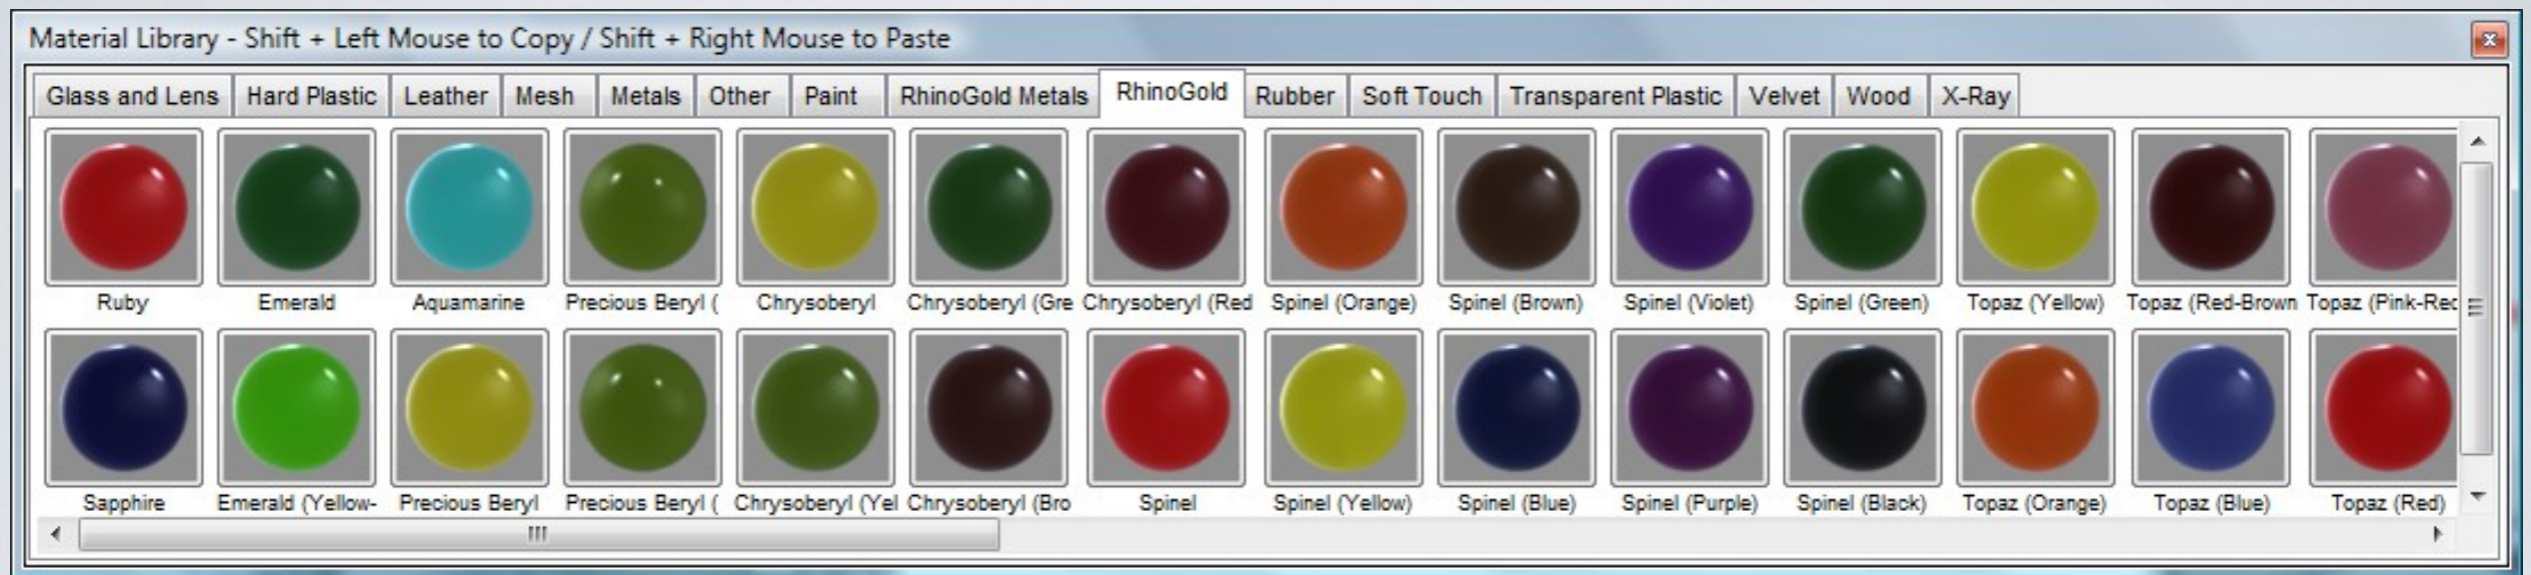 Material Library - Shift + Left Mouse to Copy / Shift + Right Mouse to Paste
Glass and Lens Hard Plastic Leather Mesh Metals Other Paint RhinoGold Metals RhinoGold Rubber Soft Touch Transparent Plastic Velvet Wood X-Ray
Ruby Emerald Aquamarine Precious Beryl ( Chrysoberyl Chrysoberyl (Gre Chrysoberyl (Red Spinel (Orange) Spinel (Brown) Spinel (Violet) Spinel (Green) Topaz (Yellow) Topaz (Red-Brown Topaz (Pink-Red
Sapphire Emerald (Yellow- Precious Beryl Precious Beryl ( Chrysoberyl (Yel Chrysoberyl (Bro Spinel Spinel (Yellow) Spinel (Blue) Spinel (Purple) Spinel (Black) Topaz (Orange) Topaz (Blue) Topaz (Red)